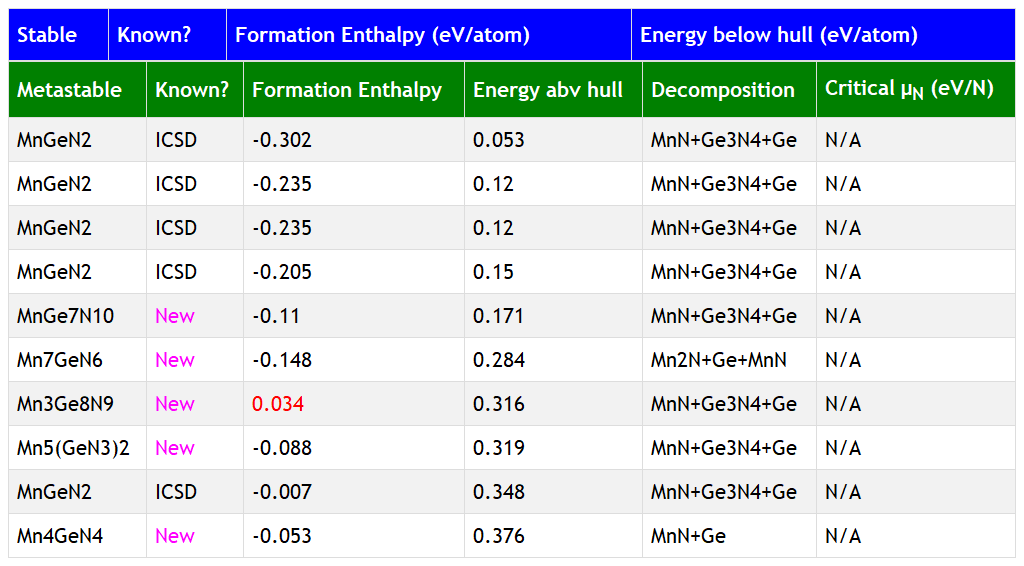 Stable Known? Formation Enthalpy (eV/atom) Energy below hull (eV/atom)
Metastable Known? Formation Enthalpy Energy abv hull Decomposition Critical μN (eV/N)
MnGeN2 ICSD -0.302 0.053 MnN+Ge3N4+Ge N/A
MnGeN2 ICSD -0.235 0.12 MnN+Ge3N4+Ge N/A
MnGeN2 ICSD -0.235 0.12 MnN+Ge3N4+Ge N/A
MnGeN2 ICSD -0.205 0.15 MnN+Ge3N4+Ge N/A
MnGe7N10 New -0.11 0.171 MnN+Ge3N4+Ge N/A
Mn7GeN6 New -0.148 0.284 Mn2N+Ge+MnN N/A
Mn3Ge8N9 New 0.034 0.316 MnN+Ge3N4+Ge N/A
Mn5(GeN3)2 New -0.088 0.319 MnN+Ge3N4+Ge N/A
MnGeN2 ICSD -0.007 0.348 MnN+Ge3N4+Ge N/A
Mn4GeN4 New -0.053 0.376 MnN+Ge N/A